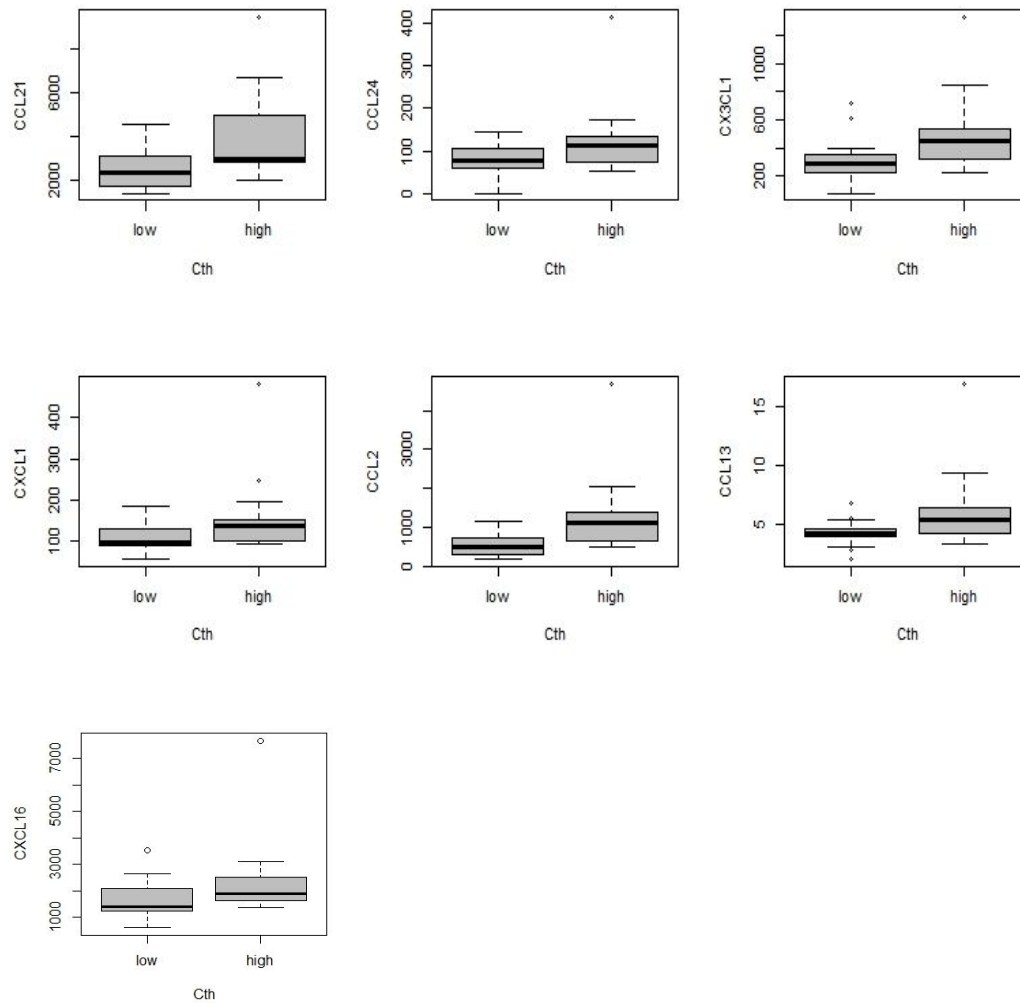 CCL21
2000 6000
low high
Cth
CCL24
0 100 200 300 400
low high
Cth
CX3CL1
200 600 1000
low high
Cth
CXCL1
100 200 300 400
low high
Cth
CCL2
0 1000 3000
low high
Cth
CCL13
5 10 15
low high
Cth
CXCL16
1000 3000 5000 7000
low high
Cth